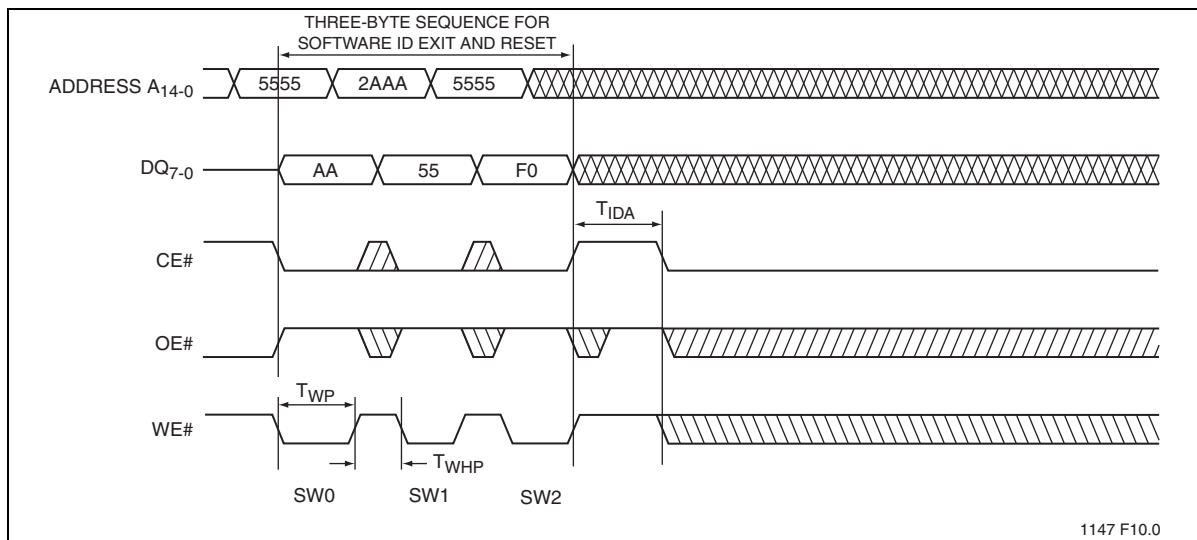 THREE-BYTE SEQUENCE FOR
SOFTWARE ID EXIT AND RESET
ADDRESS A14-0
5555 2AAA 5555
DQ7-0
AA 55 F0
TIDA
CE#
OE#
TWP
WE#
TWHP
SW0 SW1 SW2
1147 F10.0